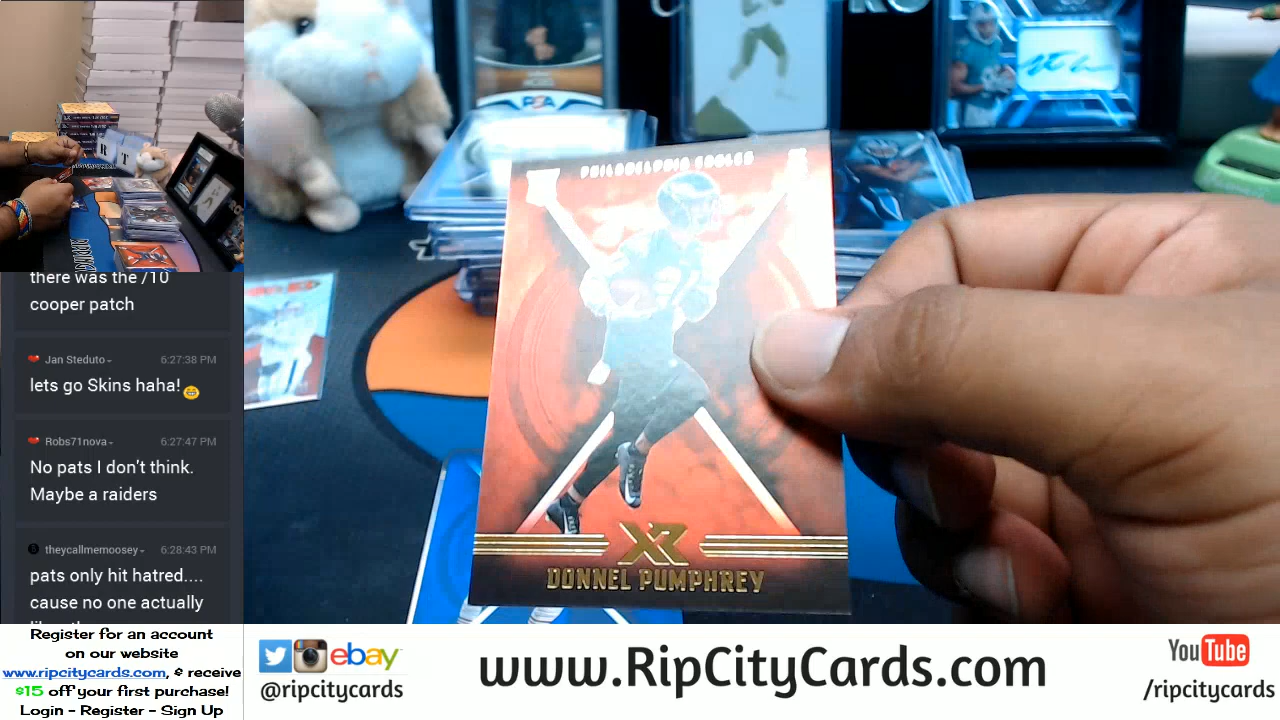 there was the /10
cooper patch
Jan Steduto
6:27:38 PM
lets go Skins haha!
Robs71nova
6:27:47 PM
No pats I don't think.
Maybe a raiders
theycallmemoosey
6:28:43 PM
pats only hit hatred....
cause no one actually
Register for an account
on our website
www.ripcitycards.com, & receive
$15 off your first purchase!
Login - Register - Sign Up
PSA
R T
PHILADELPHIA EAGLES
XR
DONNEL PUMPHREY
ebay
@ripcitycards
www.RipCityCards.com
YouTube
/ripcitycards